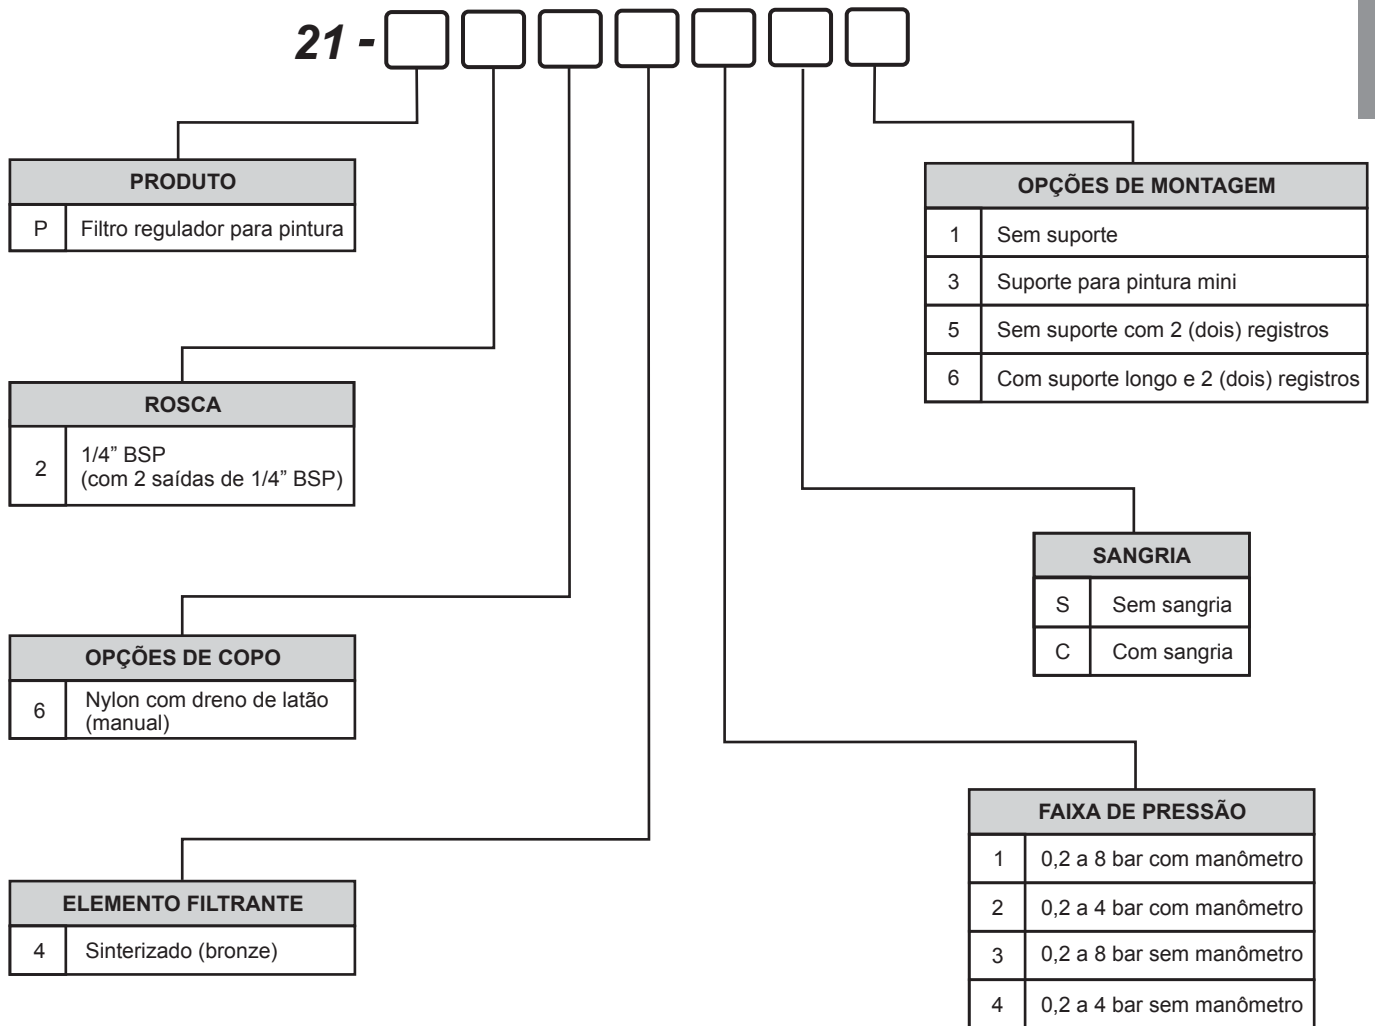 21 -
PRODUTO
P Filtro regulador para pintura
ROSCA
2 1/4” BSP
(com 2 saídas de 1/4” BSP)
OPÇÕES DE COPO
6 Nylon com dreno de latão
(manual)
ELEMENTO FILTRANTE
4 Sinterizado (bronze)
OPÇÕES DE MONTAGEM
1 Sem suporte
3 Suporte para pintura mini
5 Sem suporte com 2 (dois) registros
6 Com suporte longo e 2 (dois) registros
SANGRIA
S Sem sangria
C Com sangria
FAIXA DE PRESSÃO
1 0,2 a 8 bar com manômetro
2 0,2 a 4 bar com manômetro
3 0,2 a 8 bar sem manômetro
4 0,2 a 4 bar sem manômetro